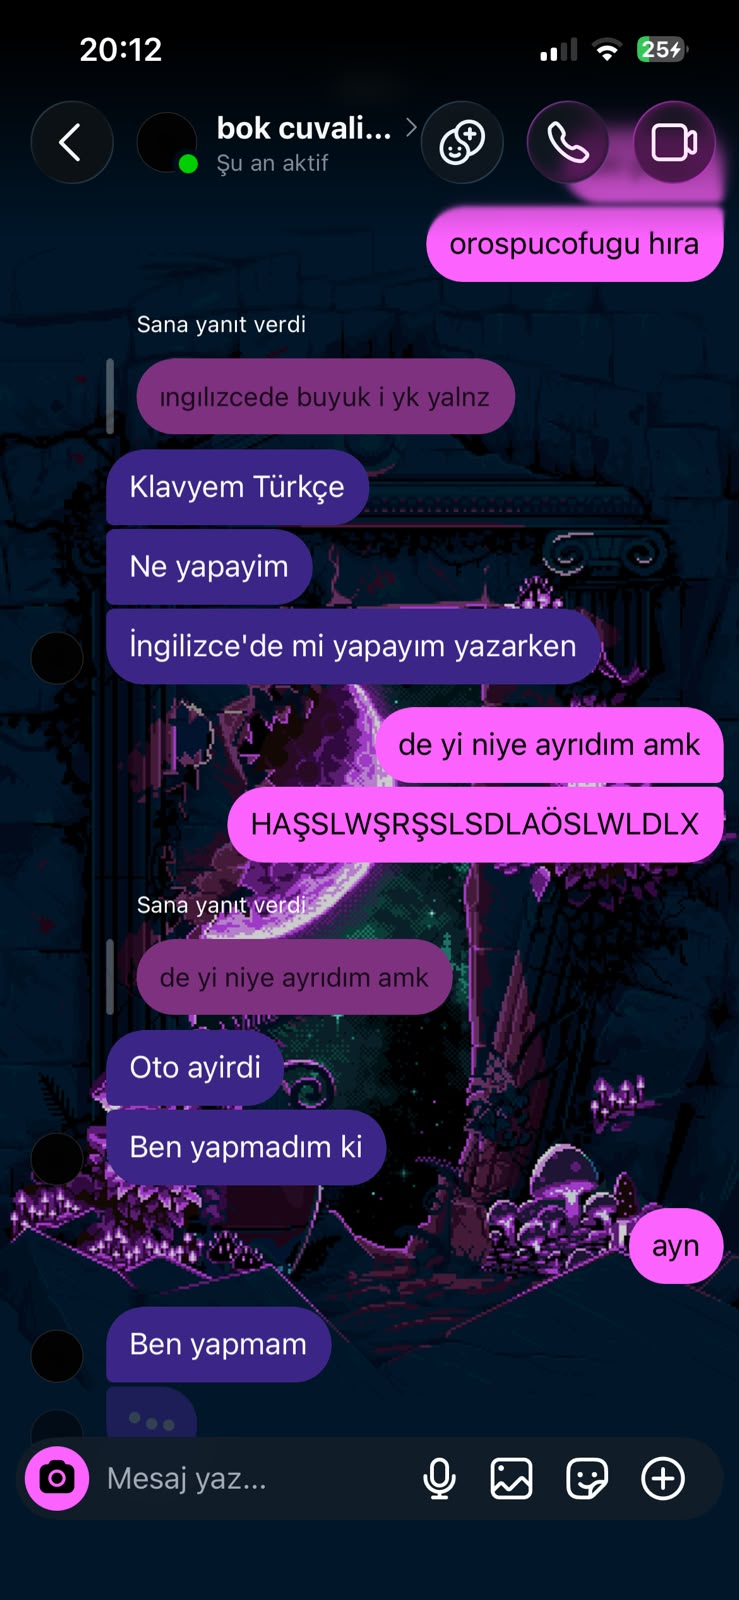 20:12
25
bok cuvali...
Şu an aktif
orospucofugu hıra
Sana yanıt verdi
ıngılızcede buyuk i yk yalnz
Klavyem Türkçe
Ne yapayim
İngilizce'de mi yapayım yazarken
de yi niye ayrıdım amk
HAŞSLWŞRŞSLSDLAÖSLWLDLX
Sana yanıt verdi
de yi niye ayrıdım amk
Oto ayirdi
Ben yapmadım ki
ayn
Ben yapmam
Mesaj yaz...